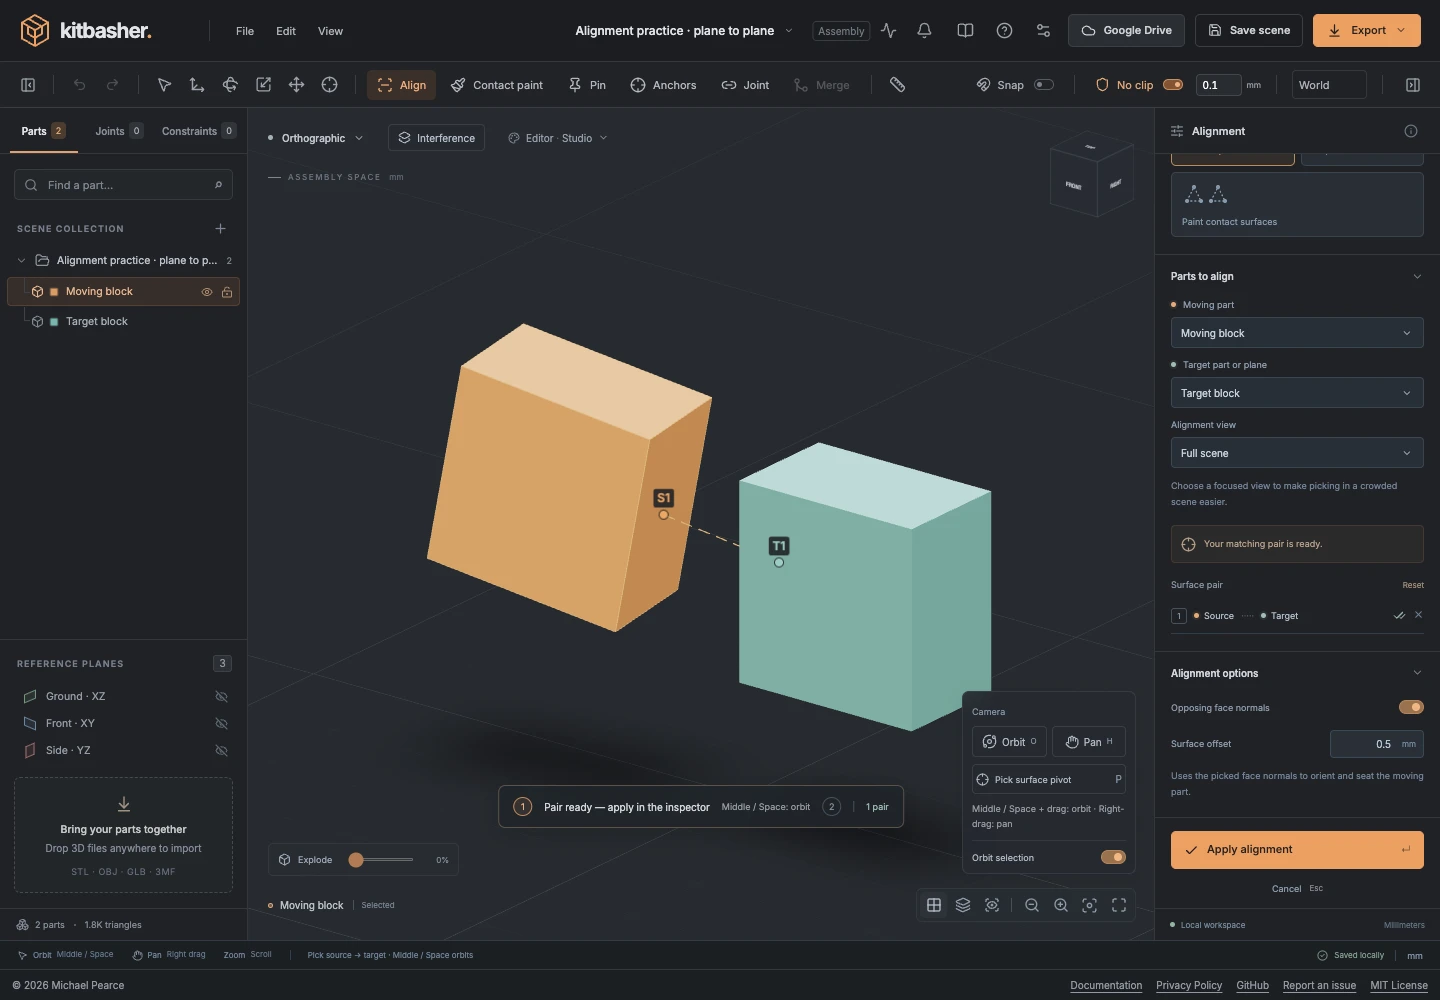 kitbasher.
File Edit View
Alignment practice · plane to plane
Assembly
Google Drive
Save scene
Export
Align
Contact paint
Pin
Anchors
Joint
Merge
Snap
No clip
0.1 mm
World
Parts 2
Joints 0
Constraints 0
Find a part...
SCENE COLLECTION
Alignment practice · plane to p... 2
Moving block
Target block
REFERENCE PLANES 3
Ground · XZ
Front · XY
Side · YZ
Bring your parts together
Drop 3D files anywhere to import
STL · OBJ · GLB · 3MF
2 parts · 1.8K triangles
Orthographic
Interference
Editor · Studio
ASSEMBLY SPACE mm
FRONT
RIGHT
S1
T1
Camera
Orbit O
Pan H
Pick surface pivot P
Middle / Space + drag: orbit · Right-
drag: pan
Orbit selection
1 Pair ready — apply in the inspector Middle / Space: orbit 2 1 pair
Explode 0%
Moving block Selected
Alignment
Paint contact surfaces
Parts to align
Moving part
Moving block
Target part or plane
Target block
Alignment view
Full scene
Choose a focused view to make picking in a crowded
scene easier.
Your matching pair is ready.
Surface pair Reset
1 Source Target
Alignment options
Opposing face normals
Surface offset 0.5 mm
Uses the picked face normals to orient and seat the moving
part.
Apply alignment
Cancel Esc
Local workspace Millimeters
Orbit Middle / Space Pan Right drag Zoom Scroll Pick source → target · Middle / Space orbits
Saved locally mm
© 2026 Michael Pearce
Documentation Privacy Policy GitHub Report an issue MIT License